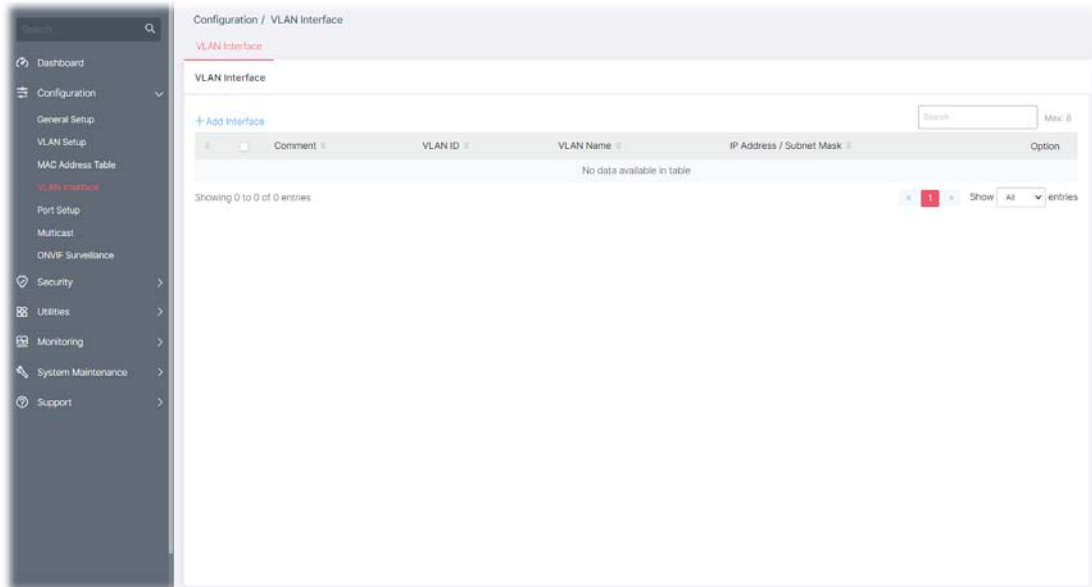 Search
Dashboard
Configuration
General Setup
VLAN Setup
MAC Address Table
VLAN Interface
Port Setup
Multicast
ONVIF Surveillance
Security
Utilities
Monitoring
System Maintenance
Support
Configuration / VLAN Interface
VLAN Interface
VLAN Interface
+ Add Interface
Search
Max: 8
Comment VLAN ID VLAN Name IP Address / Subnet Mask Option
No data available in table
Showing 0 to 0 of 0 entries
« 1 » Show All entries